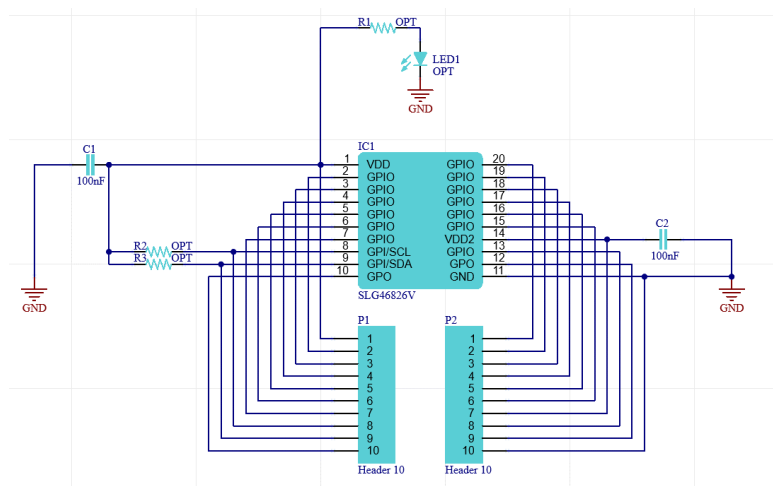 R1 OPT
LED1
OPT
GND
C1
100nF
IC1
1 VDD GPIO 20
2 GPIO GPIO 19
3 GPIO GPIO 18
4 GPIO GPIO 17
5 GPIO GPIO 16
6 GPIO GPIO 15
7 GPIO VDD2 14
8 GPI/SCL GPIO 13
9 GPI/SDA GPO 12
10 GPO GND 11
SLG46826V
R2 OPT
R3 OPT
C2
100nF
GND
GND
P1
1
2
3
4
5
6
7
8
9
10
Header 10
P2
1
2
3
4
5
6
7
8
9
10
Header 10